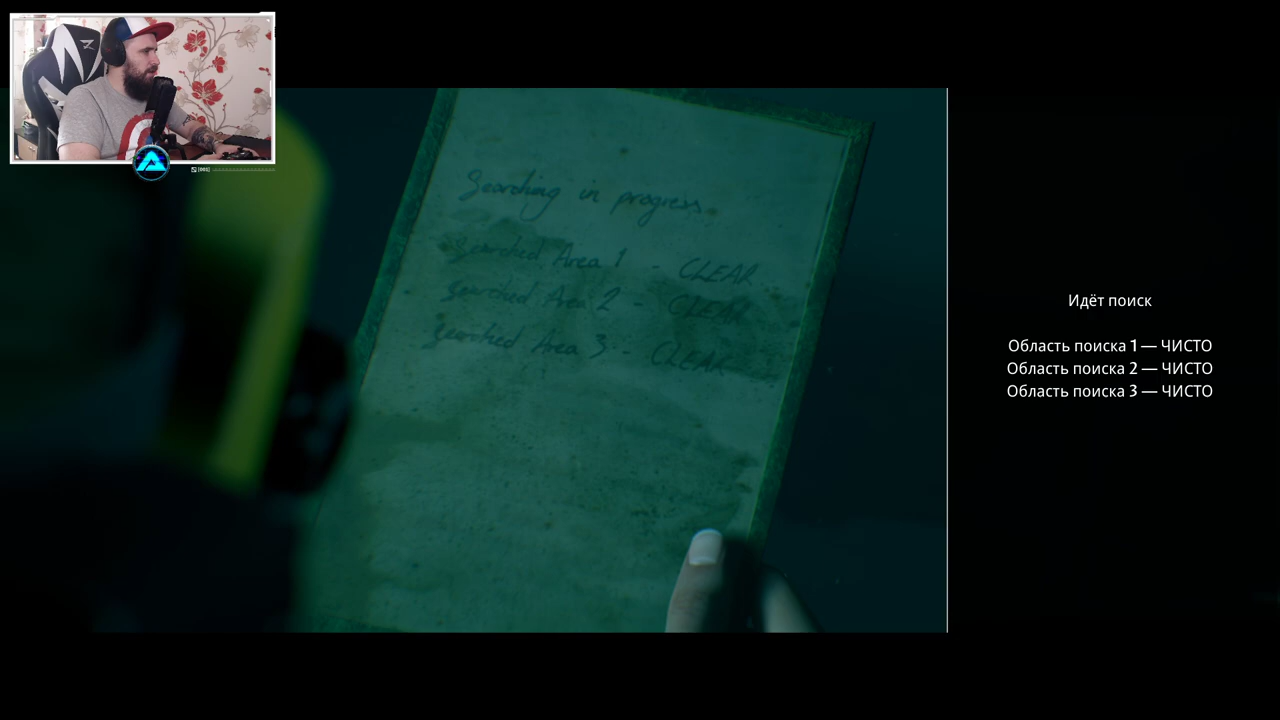 [001]
Searching in progress..
Searched Area 1 - CLEAR
Searched Area 2 - CLEAR
Searched Area 3 - CLEAR
Идёт поиск
Область поиска 1 — ЧИСТО
Область поиска 2 — ЧИСТО
Область поиска 3 — ЧИСТО